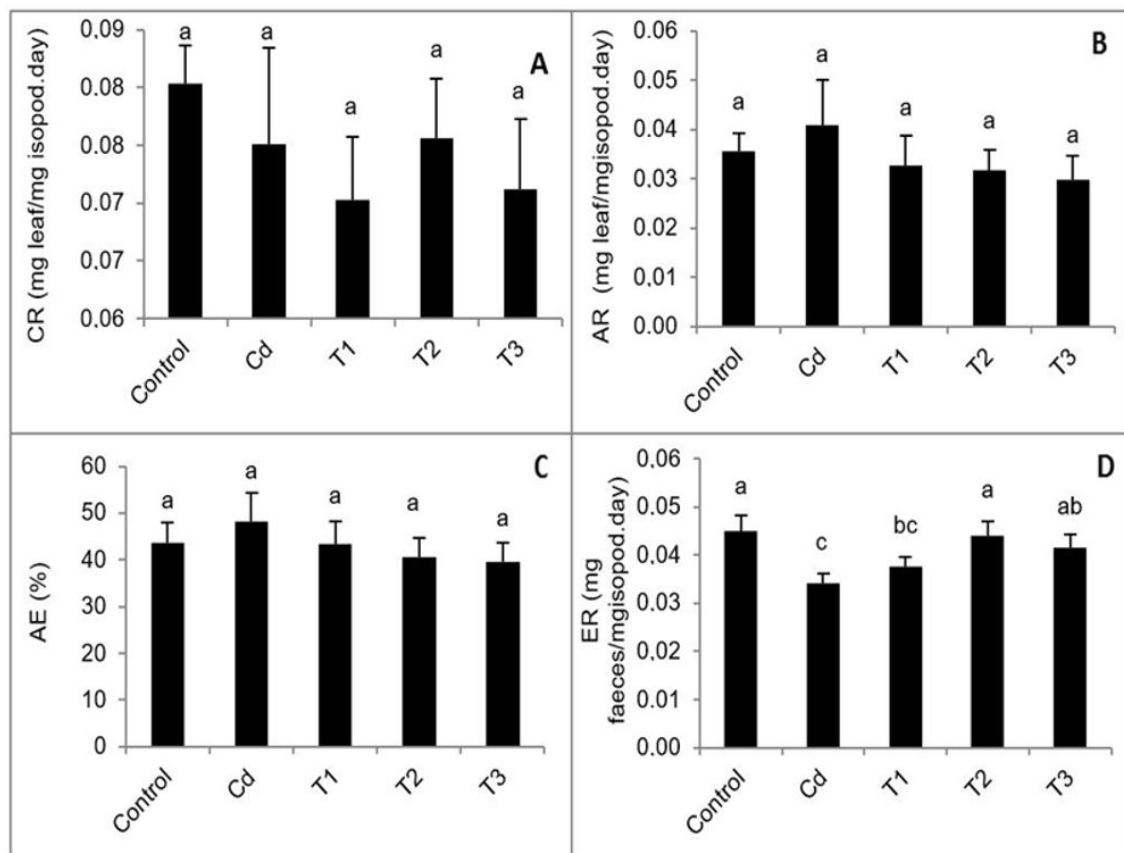 A
CR (mg leaf/mg isopod.day)
0.09
0.08
0.08
0.07
0.07
0.06
a a a a a
Control Cd T1 T2 T3
B
AR (mg leaf/mgisopod.day)
0.06
0.05
0.04
0.03
0.02
0.01
0.00
a a a a a
Control Cd T1 T2 T3
C
AE (%)
60
50
40
30
20
10
0
a a a a a
Control Cd T1 T2 T3
D
ER (mg
faeces/mgisopod.day)
0.06
0.05
0.04
0.03
0.02
0.01
0.00
a c bc a ab
Control Cd T1 T2 T3